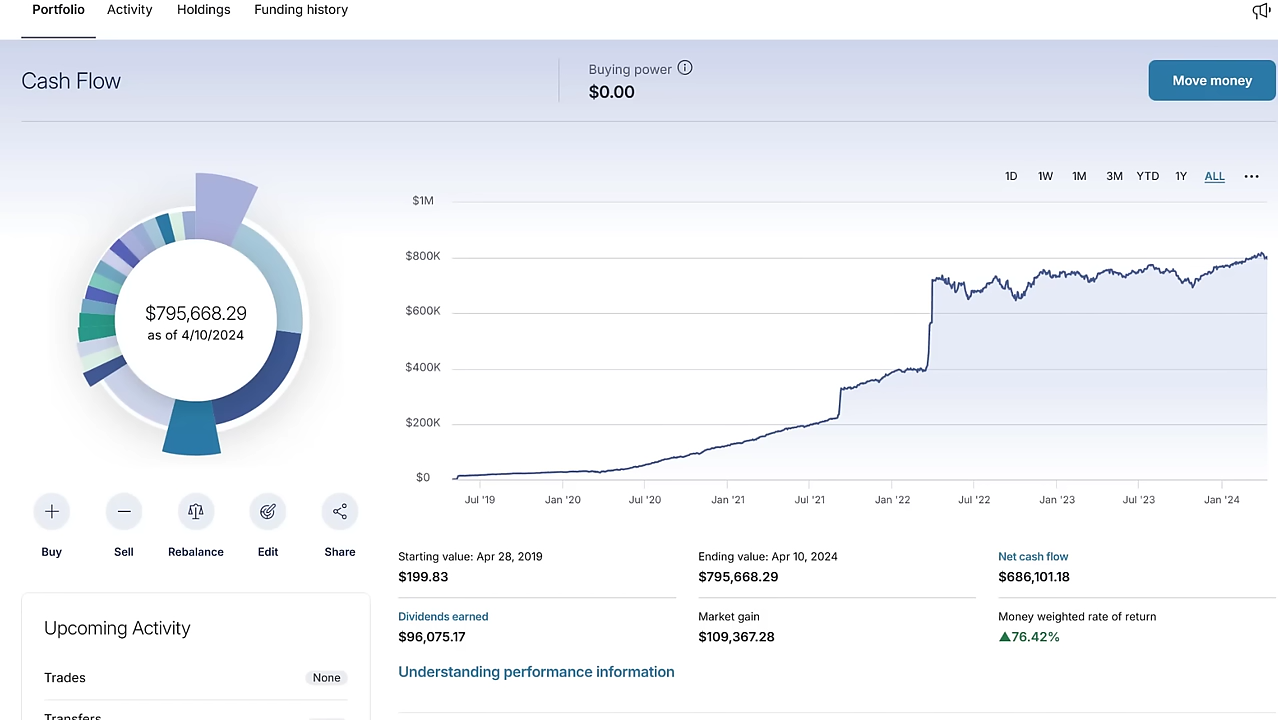 Portfolio Activity Holdings Funding history
Cash Flow
Buying power
$0.00
Move money
1D 1W 1M 3M YTD 1Y ALL
$1M
$800K
$600K
$400K
$200K
$0
Jul '19 Jan '20 Jul '20 Jan '21 Jul '21 Jan '22 Jul '22 Jan '23 Jul '23 Jan '24
$795,668.29
as of 4/10/2024
Buy Sell Rebalance Edit Share
Starting value: Apr 28, 2019
$199.83
Ending value: Apr 10, 2024
$795,668.29
Net cash flow
$686,101.18
Dividends earned
$96,075.17
Market gain
$109,367.28
Money weighted rate of return
▲76.42%
Understanding performance information
Upcoming Activity
Trades None
Transfers